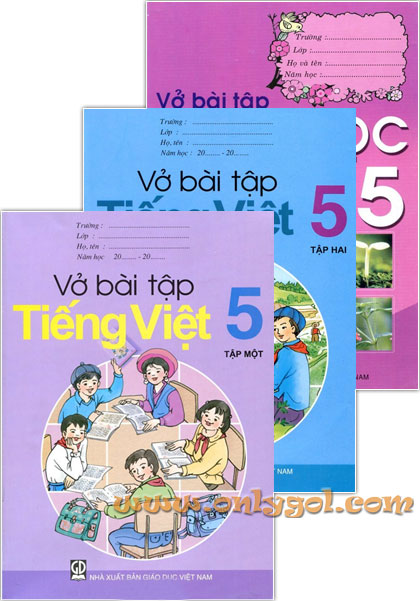 Trường :
Lớp :
Họ và tên :
Năm học :
Vở bài tập
ỌC
5
NAM
Trường :
Lớp :
Họ, tên :
Năm học : 20........ - 20........
Vở bài tập
Tiếng Việt 5
TẬP HAI
T NAM
Trường :
Lớp :
Họ, tên :
Năm học 20........ - 20........
Vở bài tập
Tiếng Việt 5
TẬP MỘT
www.onlygol.com
GD
NHÀ XUẤT BẢN GIÁO DỤC VIỆT NAM